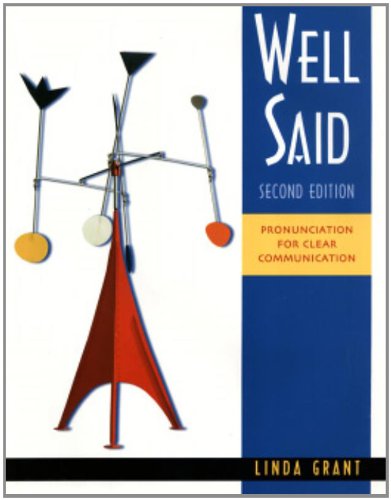 WELL
SAID
SECOND EDITION
PRONUNCIATION
FOR CLEAR
COMMUNICATION
LINDA GRANT